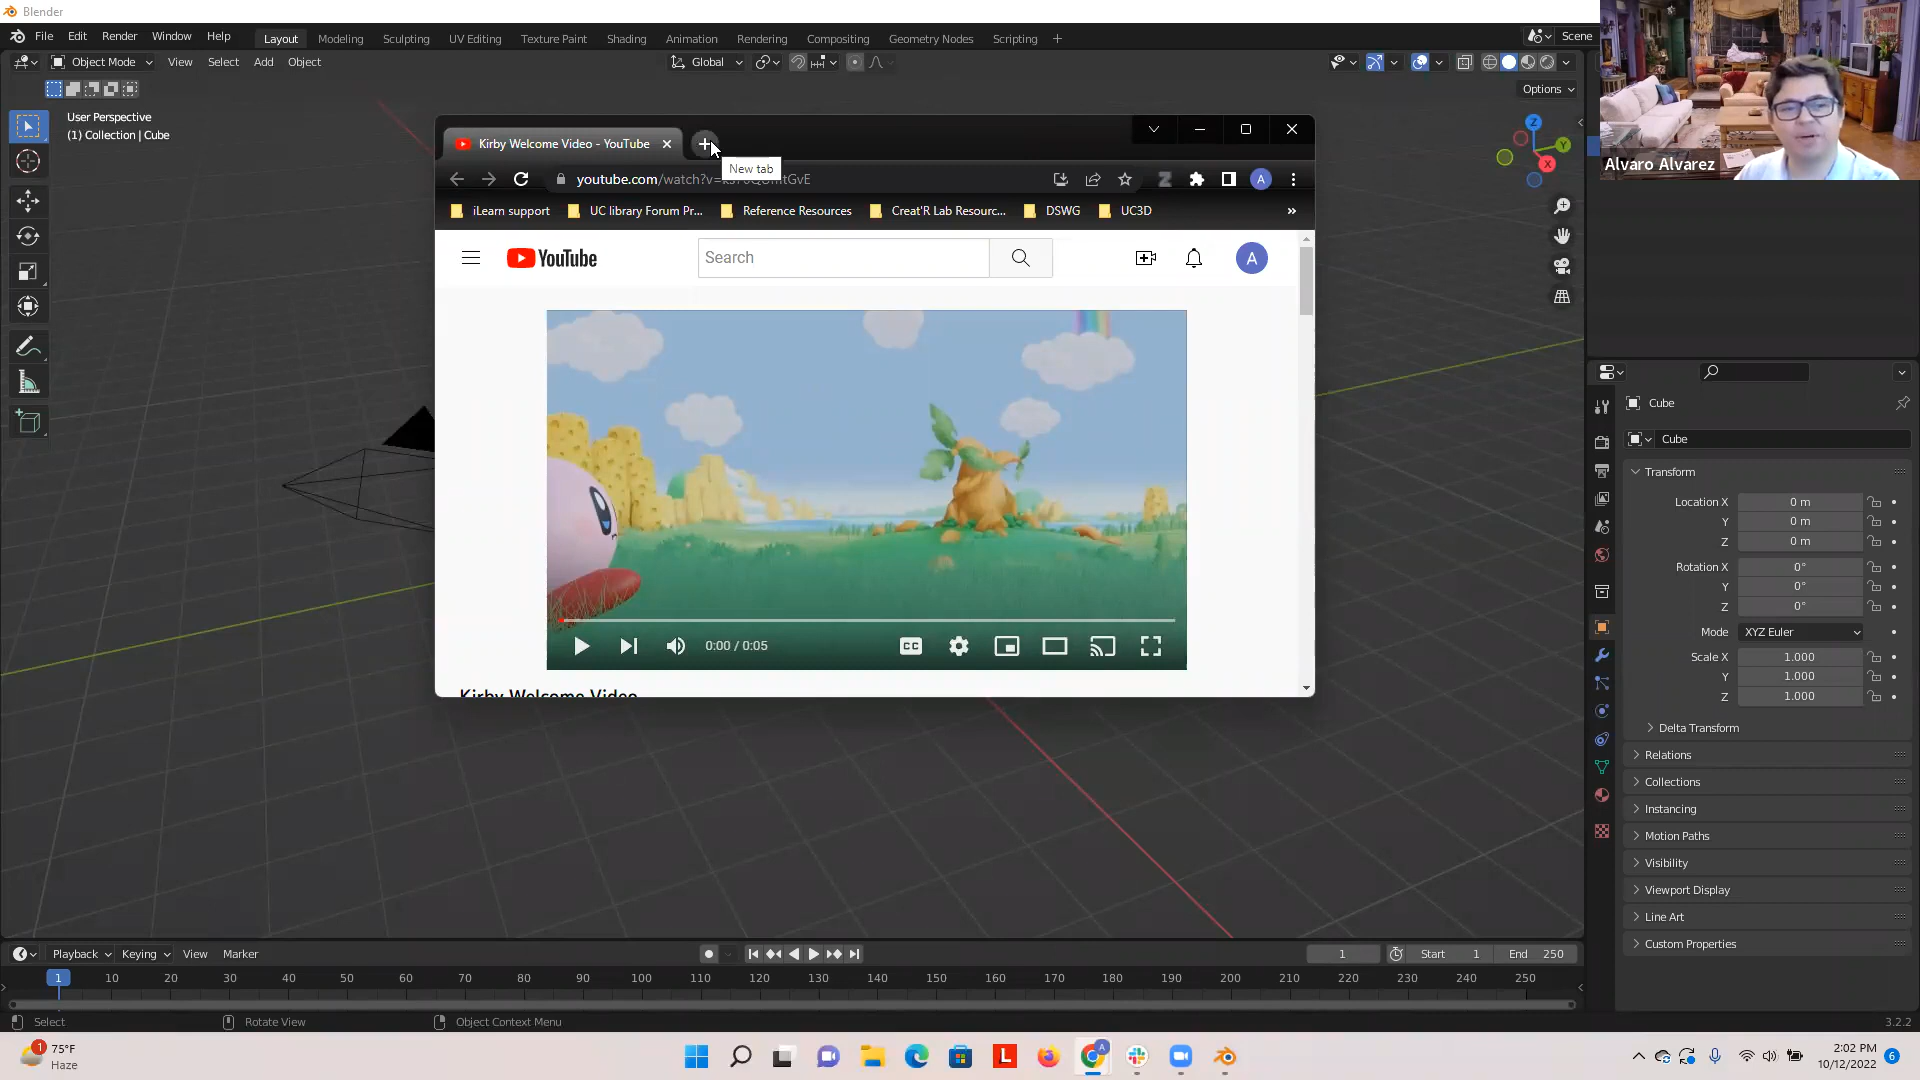 Blender
File Edit Render Window Help
Layout Modeling Sculpting UV Editing Texture Paint Shading Animation Rendering Compositing Geometry Nodes Scripting +
Scene
Object Mode View Select Add Object
Global
Options
User Perspective
(1) Collection | Cube
Z
Y
X
Alvaro Alvarez
Kirby Welcome Video - YouTube
New tab
youtube.com/watch?v=
A
iLearn support
UC library Forum Pr...
Reference Resources
Creat'R Lab Resourc...
DSWG
UC3D
»
YouTube
Search
A
0:00 / 0:05
CC
Kirby Welcome Video
Cube
Cube
Transform
Location X 0 m
Y 0 m
Z 0 m
Rotation X 0°
Y 0°
Z 0°
Mode XYZ Euler
Scale X 1.000
Y 1.000
Z 1.000
Delta Transform
Relations
Collections
Instancing
Motion Paths
Visibility
Viewport Display
Line Art
Custom Properties
Playback Keying View Marker
1 Start 1 End 250
1 10 20 30 40 50 60 70 80 90 100 110 120 130 140 150 160 170 180 190 200 210 220 230 240 250
Select Rotate View Object Context Menu
3.2.2
1
75°F
Haze
L
A
2:02 PM
10/12/2022
6